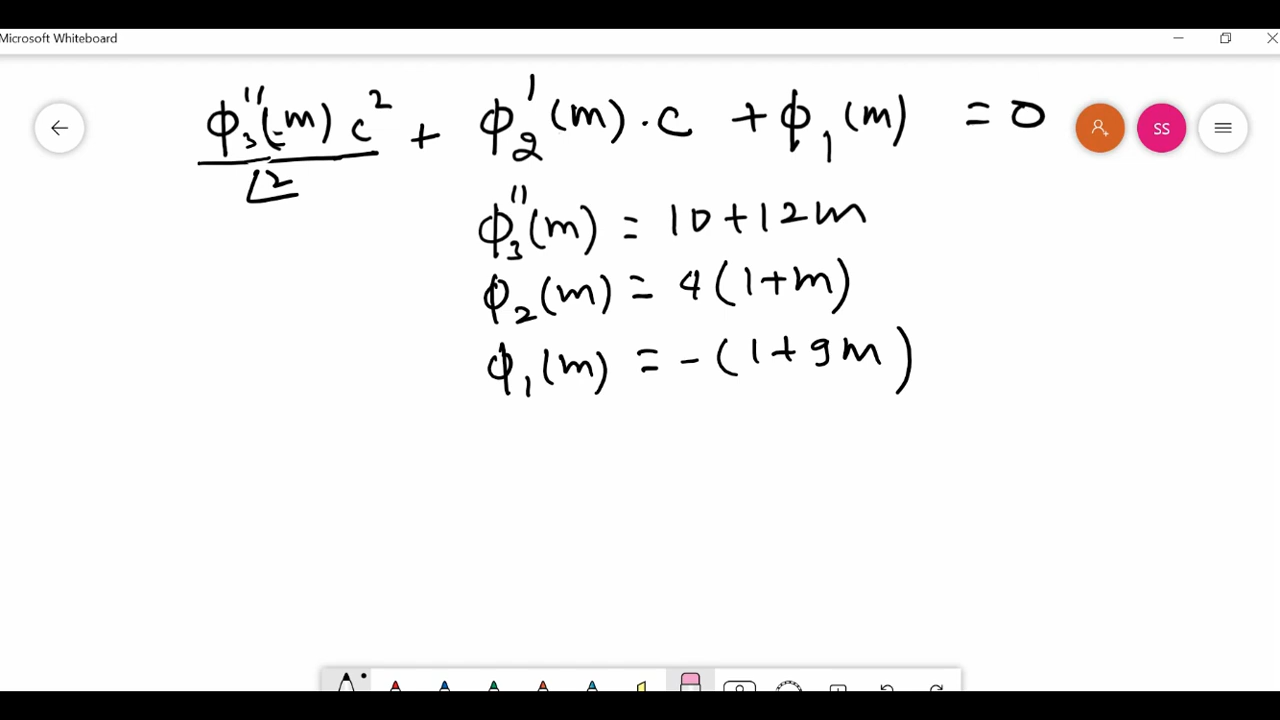 Microsoft Whiteboard
φ₃''(m) c² / ∟2 + φ₂'(m) · c + φ₁(m) = 0
SS
φ₃''(m) = 10 + 12m
φ₂(m) = 4(1+m)
φ₁(m) = -(1+9m)